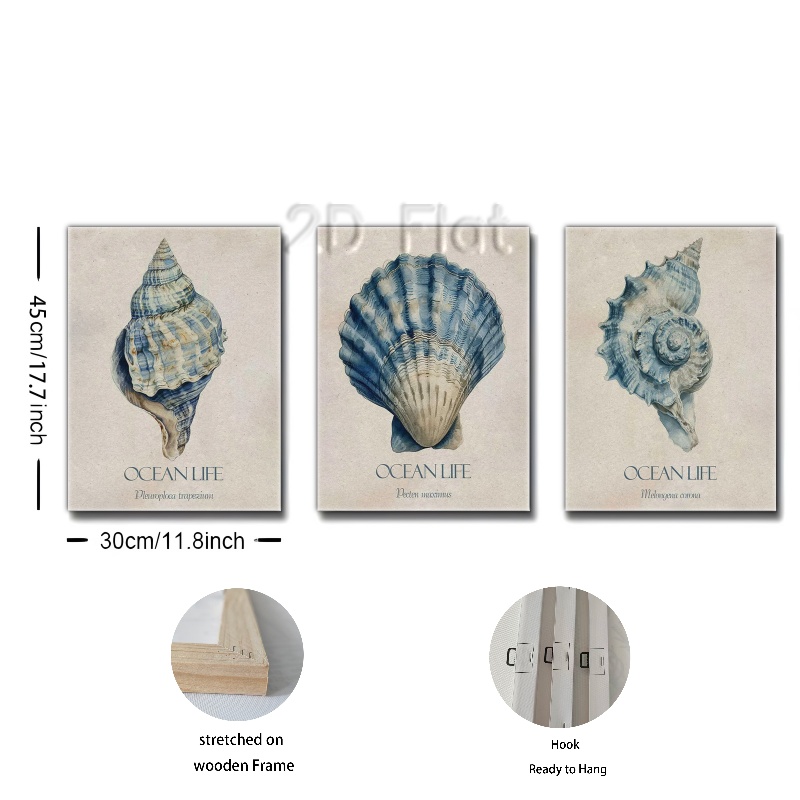 2D Flat
45cm/17.7inch
OCEAN LIFE
Pleuroploca trapezium
OCEAN LIFE
Pecten maximus
OCEAN LIFE
Melongena corona
30cm/11.8inch
stretched on
wooden Frame
Hook
Ready to Hang